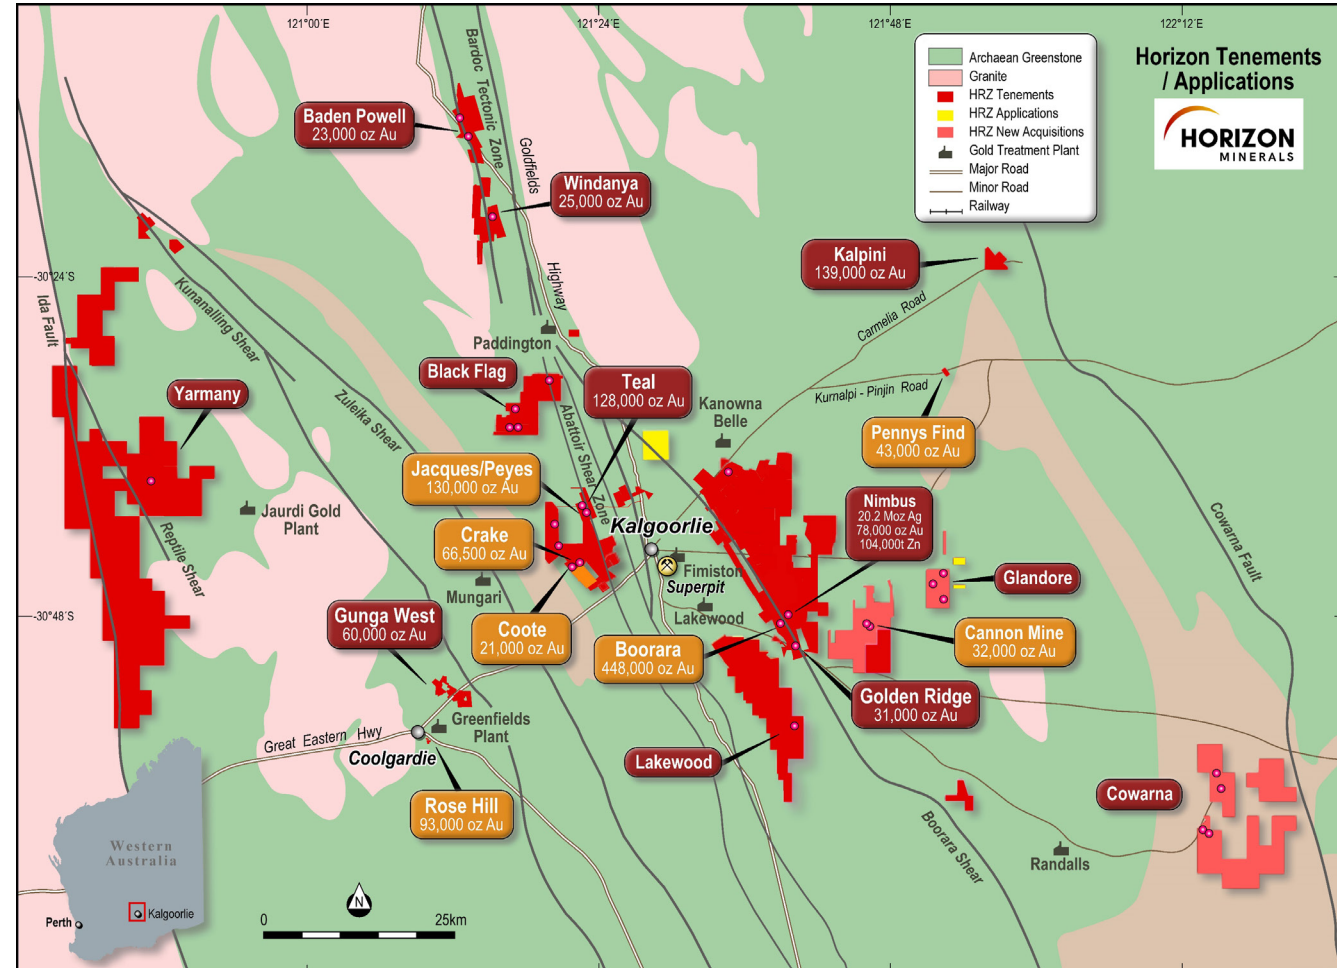 121°00´E
121°24´E
121°48´E
122°12´E
-30°24´S
-30°48´S
Horizon Tenements
/ Applications
HORIZON
MINERALS
Archaean Greenstone
Granite
HRZ Tenements
HRZ Applications
HRZ New Acquisitions
Gold Treatment Plant
Major Road
Minor Road
Railway
Baden Powell
23,000 oz Au
Bardoc Tectonic Zone
Goldfields
Highway
Windanya
25,000 oz Au
Kalpini
139,000 oz Au
Carmelia Road
Ida Fault
Kunanalling Shear
Zuleika Shear
Paddington
Black Flag
Teal
128,000 oz Au
Abattoir Shear Zone
Kanowna
Belle
Kurnalpi - Pinjin Road
Pennys Find
43,000 oz Au
Yarmany
Jacques/Peyes
130,000 oz Au
Jaurdi Gold
Plant
Reptile Shear
Crake
66,500 oz Au
Kalgoorlie
Fimiston
Superpit
Nimbus
20.2 Moz Ag
78,000 oz Au
104,000t Zn
Cowarna Fault
Glandore
Mungari
Lakewood
Gunga West
60,000 oz Au
Coote
21,000 oz Au
Boorara
448,000 oz Au
Cannon Mine
32,000 oz Au
Golden Ridge
31,000 oz Au
Greenfields
Plant
Great Eastern Hwy
Coolgardie
Lakewood
Rose Hill
93,000 oz Au
Cowarna
Boorara Shear
Randalls
Western
Australia
Perth
Kalgoorlie
N
0
25km